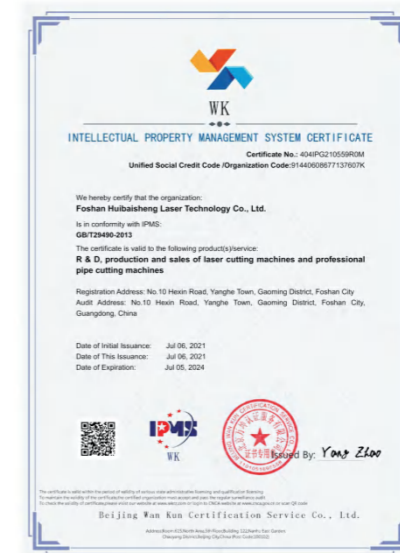 WK
INTELLECTUAL PROPERTY MANAGEMENT SYSTEM CERTIFICATE
Certificate No.: 404IPG210559R0M
Unified Social Credit Code /Organization Code:91440608677137607K
We hereby certify that the organization:
Foshan Huibaisheng Laser Technology Co., Ltd.
Is in conformity with IPMS:
GB/T29490-2013
The certificate is valid to the following product(s)/service:
R & D, production and sales of laser cutting machines and professional
pipe cutting machines
Registration Address: No.10 Hexin Road, Yanghe Town, Gaoming District, Foshan City
Audit Address: No.10 Hexin Road, Yanghe Town, Gaoming District, Foshan City,
Guangdong, China
Date of Initial Issuance: Jul 06, 2021
Date of This Issuance: Jul 06, 2021
Date of Expiration: Jul 05, 2024
IPMS
WK
Issued By: Yang Zhao
Beijing Wan Kun Certification Service Co., Ltd.